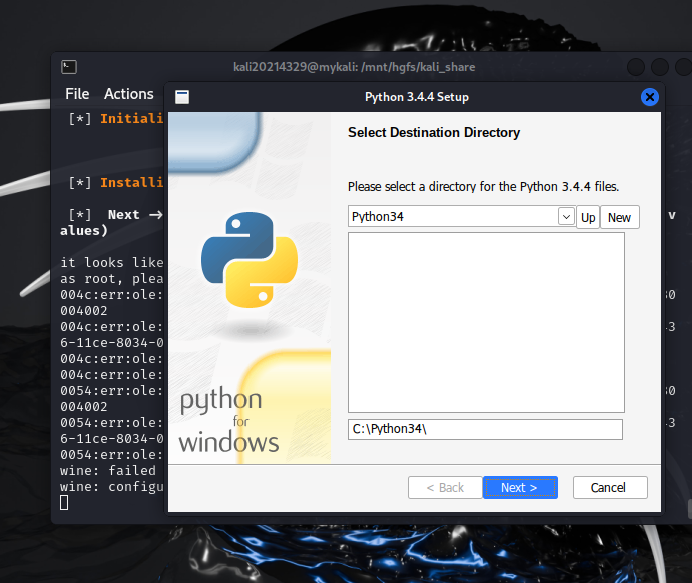 kali20214329@mykali: /mnt/hgfs/kali_share
File Actions
Python 3.4.4 Setup
[*] Initiali
[*] Installi
[*] Next ->
v
alues)
it looks like
as root, plea
004c:err:ole:
004002
004c:err:ole:
6-11ce-8034-0
004c:err:ole:
004c:err:ole:
0054:err:ole:
004002
0054:err:ole:
6-11ce-8034-0
0054:err:ole:
wine: failed
wine: configu
Select Destination Directory
Please select a directory for the Python 3.4.4 files.
Python34
Up
New
C:\Python34\
python
for
windows
< Back
Next >
Cancel